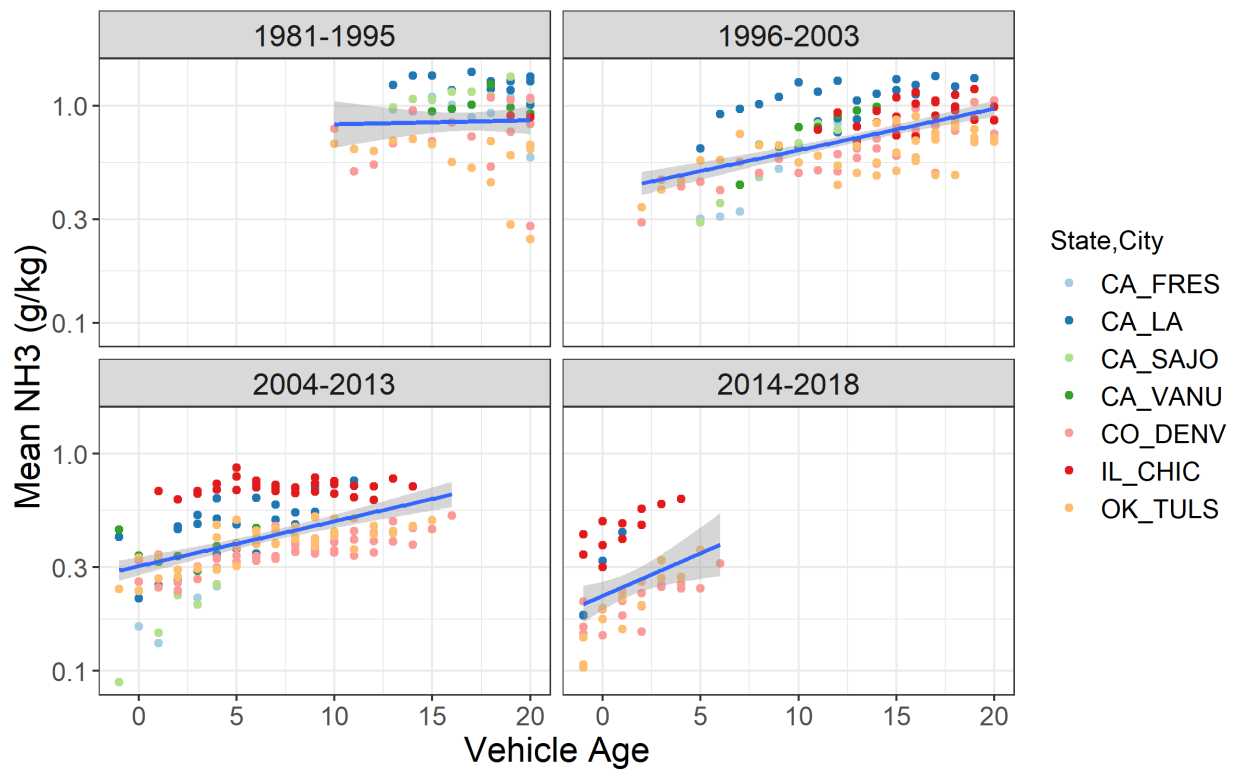 1981-1995
1996-2003
1.0
0.3
0.1
2004-2013
2014-2018
1.0
0.3
0.1
0 5 10 15 20
0 5 10 15 20
Mean NH3 (g/kg)
Vehicle Age
State,City
CA_FRES
CA_LA
CA_SAJO
CA_VANU
CO_DENV
IL_CHIC
OK_TULS